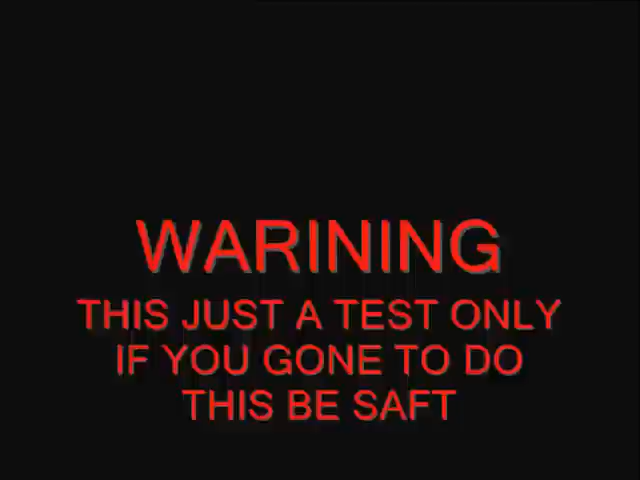 WARINING
THIS JUST A TEST ONLY
IF YOU GONE TO DO
THIS BE SAFT